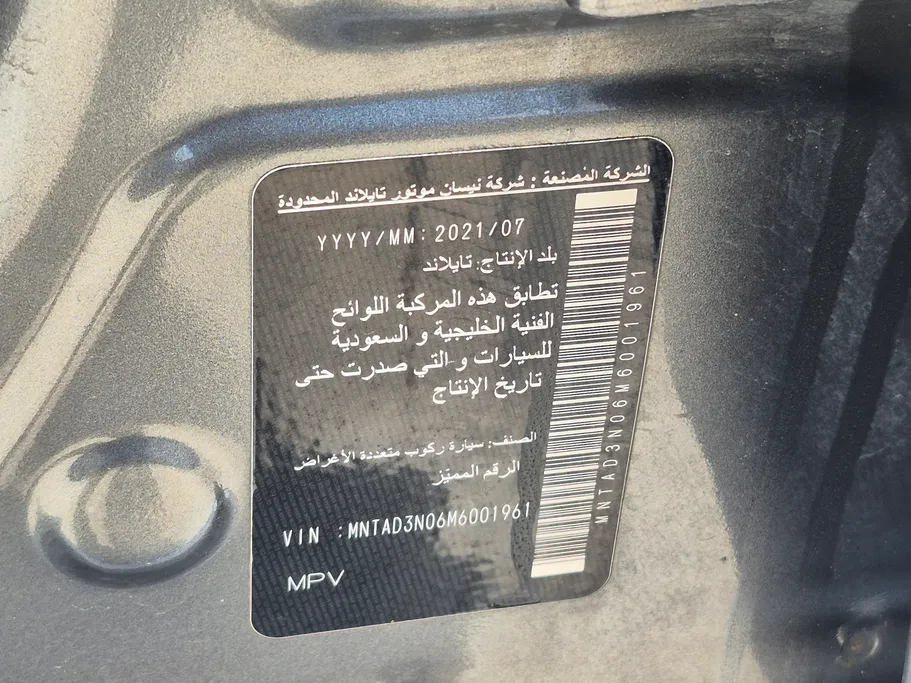 الشركة المصنعة : شركة نيسان موتور تايلاند المحدودة
YYYY/MM: 2021/07
بلد الإنتاج: تايلاند
تطابق هذه المركبة اللوائح
الفنية الخليجية و السعودية
للسيارات و التي صدرت حتى
تاريخ الإنتاج
الصنف: سيارة ركوب متعددة الأغراض
الرقم المميّز
VIN :MNTAD3N06M6001961
MPV
MNTAD3N06M6001961